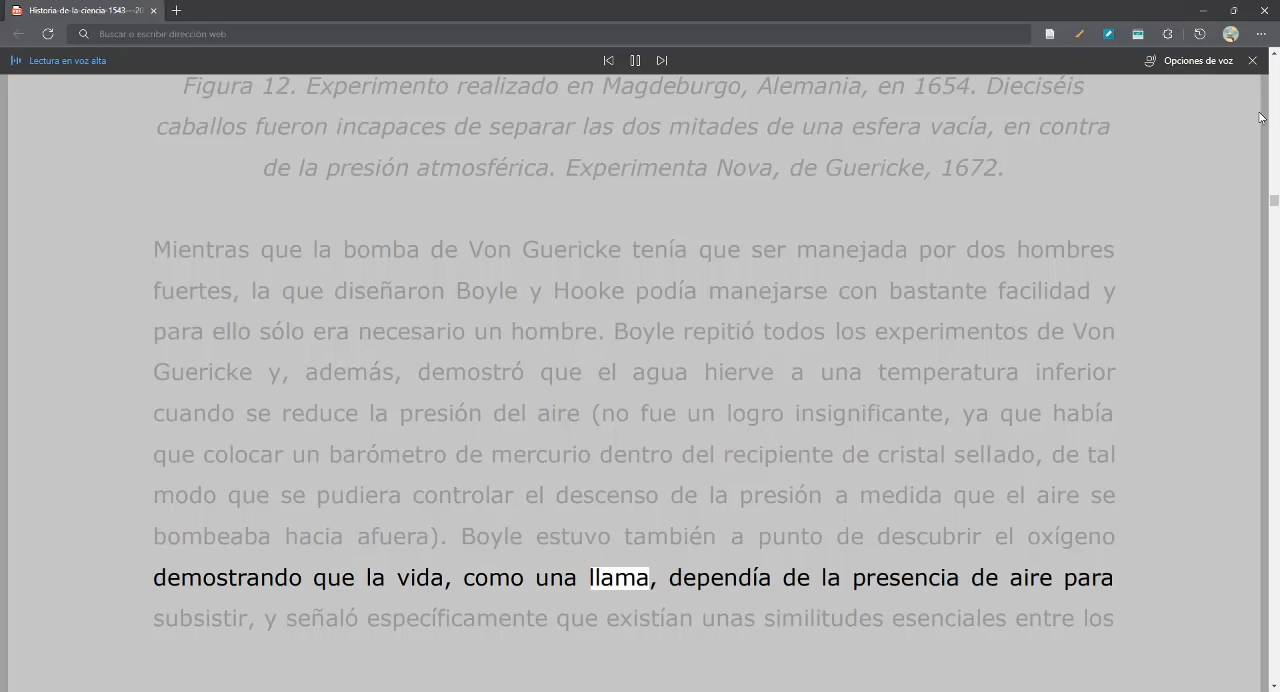 Historia-de-la-ciencia-1543---20
Buscar o escribir dirección web
Lectura en voz alta
Opciones de voz
Figura 12. Experimento realizado en Magdeburgo, Alemania, en 1654. Dieciséis
caballos fueron incapaces de separar las dos mitades de una esfera vacía, en contra
de la presión atmosférica. Experimenta Nova, de Guericke, 1672.
Mientras que la bomba de Von Guericke tenía que ser manejada por dos hombres
fuertes, la que diseñaron Boyle y Hooke podía manejarse con bastante facilidad y
para ello sólo era necesario un hombre. Boyle repitió todos los experimentos de Von
Guericke y, además, demostró que el agua hierve a una temperatura inferior
cuando se reduce la presión del aire (no fue un logro insignificante, ya que había
que colocar un barómetro de mercurio dentro del recipiente de cristal sellado, de tal
modo que se pudiera controlar el descenso de la presión a medida que el aire se
bombeaba hacia afuera). Boyle estuvo también a punto de descubrir el oxígeno
demostrando que la vida, como una llama, dependía de la presencia de aire para
subsistir, y señaló específicamente que existían unas similitudes esenciales entre los